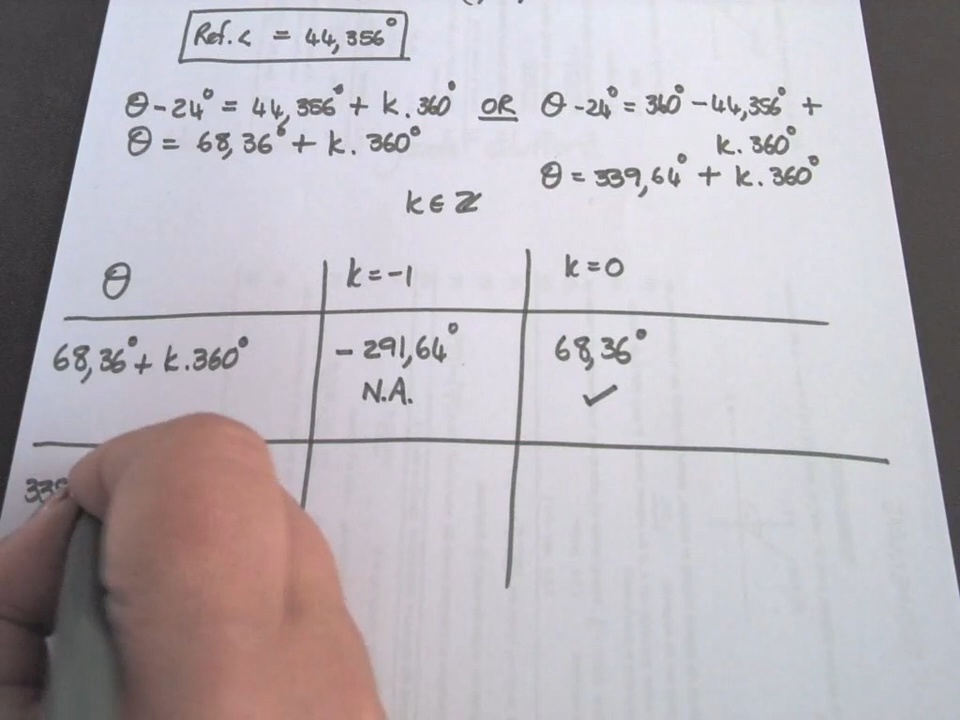 Ref.< = 44,356°
θ - 24° = 44,356° + k.360° OR θ - 24° = 360° - 44,356° +
k.360°
θ = 68,36° + k.360°
θ = 339,64° + k.360°
k ∈ ℤ
θ k = -1 k = 0
68,36° + k.360° - 291,64° 68,36°
N.A. ✓